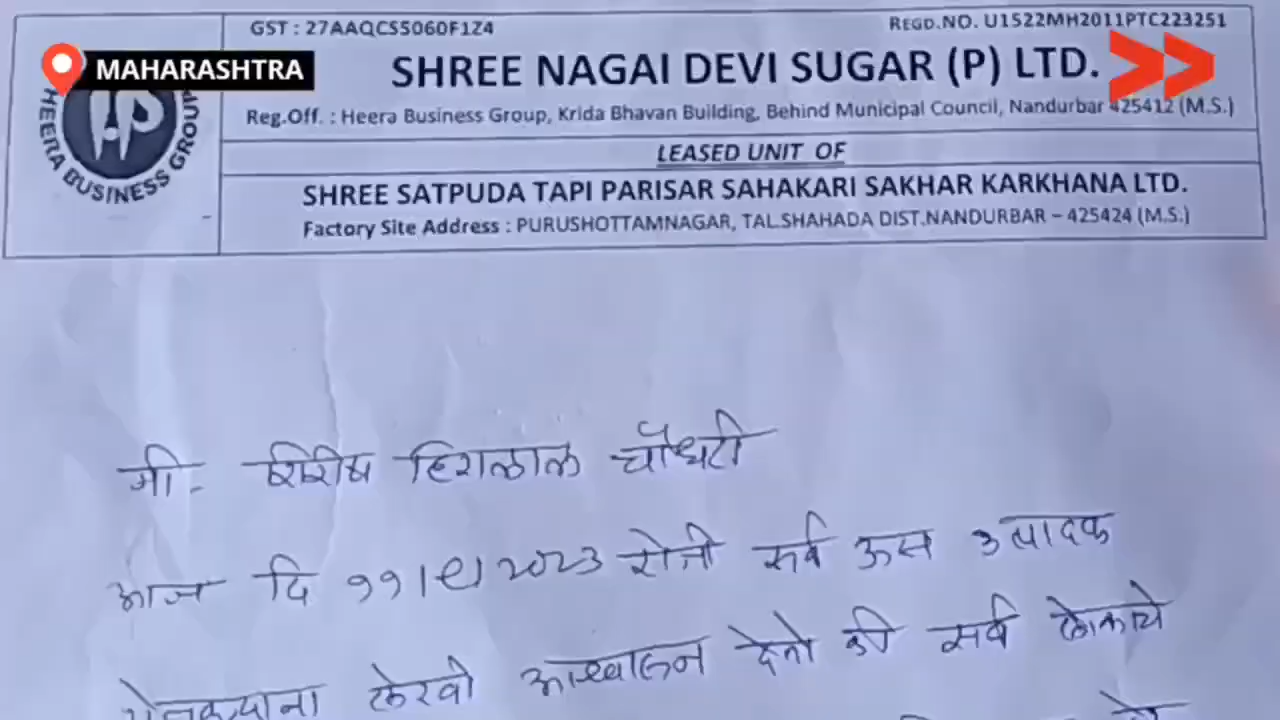 GST : 27AAQCS5060F1Z4
REGD.NO. U1522MH2011PTC223251
MAHARASHTRA
SHREE NAGAI DEVI SUGAR (P) LTD.
Reg.Off. : Heera Business Group, Krida Bhavan Building, Behind Municipal Council, Nandurbar 425412 (M.S.)
HEERA BUSINESS GROUP
LEASED UNIT OF
SHREE SATPUDA TAPI PARISAR SAHAKARI SAKHAR KARKHANA LTD.
Factory Site Address : PURUSHOTTAMNAGAR, TAL.SHAHADA DIST.NANDURBAR – 425424 (M.S.)
मी. शिरीष हिरालाल चौधरी
आज दि ११।९।२०२३ रोजी सर्व ऊस उत्पादक
लेखी आश्वासन देतो की सर्व लोकांचे